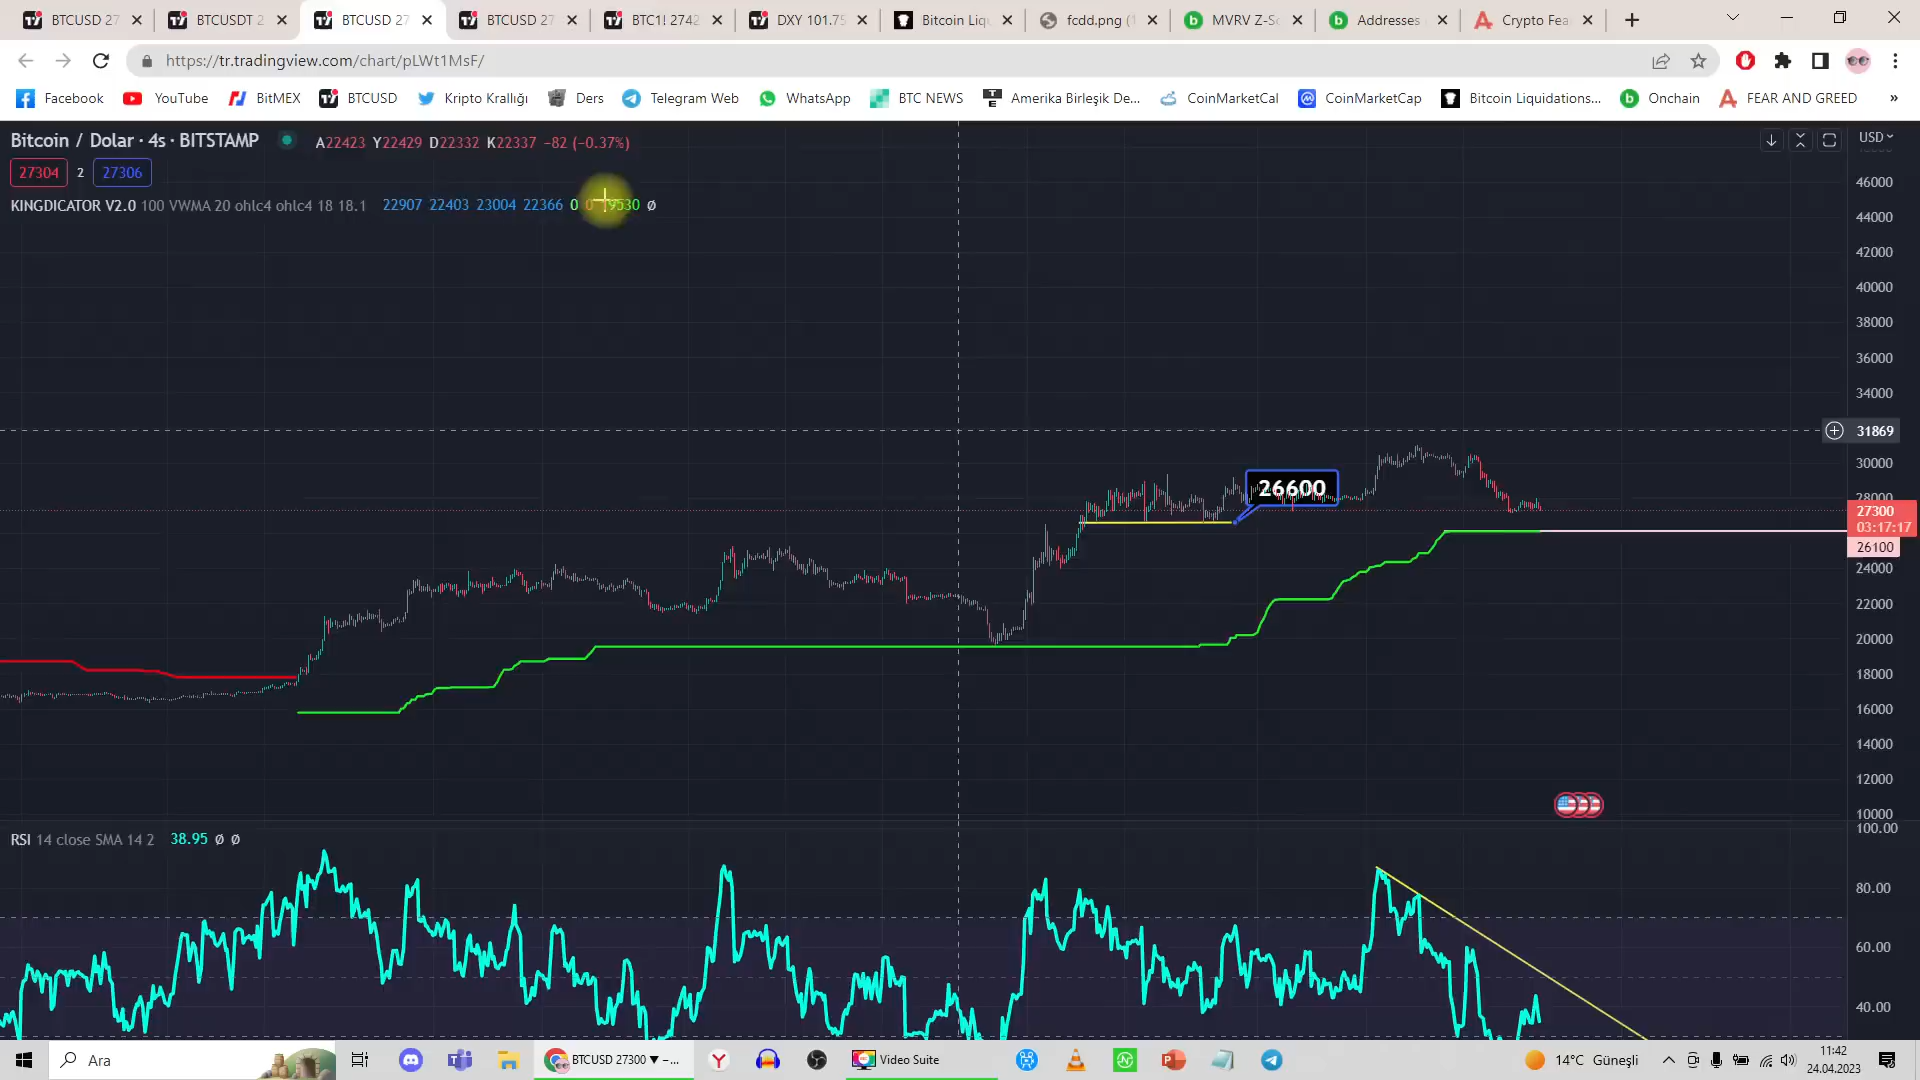 BTCUSD 27
BTCUSDT 2
BTCUSD 27
BTCUSD 27
BTC1! 2742
DXY 101.75
Bitcoin Liq
fcdd.png (1
MVRV Z-S
Addresses
Crypto Fea
https://tr.tradingview.com/chart/pLWt1MsF/
Facebook
YouTube
BitMEX
BTCUSD
Kripto Krallığı
Ders
Telegram Web
WhatsApp
BTC NEWS
Amerika Birleşik De...
CoinMarketCal
CoinMarketCap
Bitcoin Liquidations...
Onchain
FEAR AND GREED
»
Bitcoin / Dolar · 4s · BITSTAMP
A22423 Y22429 D22332 K22337 −82 (−0.37%)
USD
27304 2 27306
KINGDICATOR V2.0 100 VWMA 20 ohlc4 ohlc4 18 18.1 22907 22403 23004 22366 0 0 19530 ∅
46000
44000
42000
40000
38000
36000
34000
31869
30000
28000
26600
27300
03:17:17
26100
24000
22000
20000
18000
16000
14000
12000
10000
RSI 14 close SMA 14 2 38.95 ∅ ∅
100.00
80.00
60.00
40.00
Ara
BTCUSD 27300 ▼ −...
Video Suite
14°C Güneşli
11:42
24.04.2023